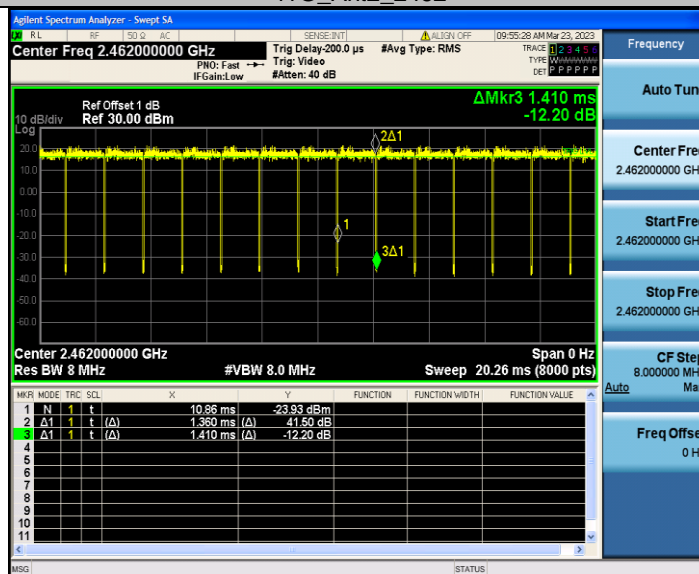 Agilent Spectrum Analyzer - Swept SA
RL RF 50 Ω AC SENSE:INT ALIGN OFF 09:55:28 AM Mar 23, 2023
Center Freq 2.462000000 GHz
PNO: Fast
IFGain:Low
Trig Delay-200.0 µs
Trig: Video
#Atten: 40 dB
#Avg Type: RMS
TRACE 1 2 3 4 5 6
TYPE WWWWWW
DET P P P P P P
Frequency
Auto Tun
ΔMkr3 1.410 ms
-12.20 dB
Ref Offset 1 dB
10 dB/div Ref 30.00 dBm
Log
20.0
10.0
0.00
-10.0
-20.0
-30.0
-40.0
-50.0
-60.0
2Δ1
1
3Δ1
Center Fre
2.462000000 GH
Start Fre
2.462000000 GH
Stop Fre
2.462000000 GH
CF Ste
8.000000 MH
Auto Ma
Freq Offse
0 H
Center 2.462000000 GHz Span 0 Hz
Res BW 8 MHz #VBW 8.0 MHz Sweep 20.26 ms (8000 pts)
MKR MODE TRC SCL X Y FUNCTION FUNCTION WIDTH FUNCTION VALUE
1 N 1 t 10.86 ms -23.93 dBm
2 Δ1 1 t (Δ) 1.360 ms (Δ) 41.50 dB
3 Δ1 1 t (Δ) 1.410 ms (Δ) -12.20 dB
4
5
6
7
8
9
10
11
MSG STATUS